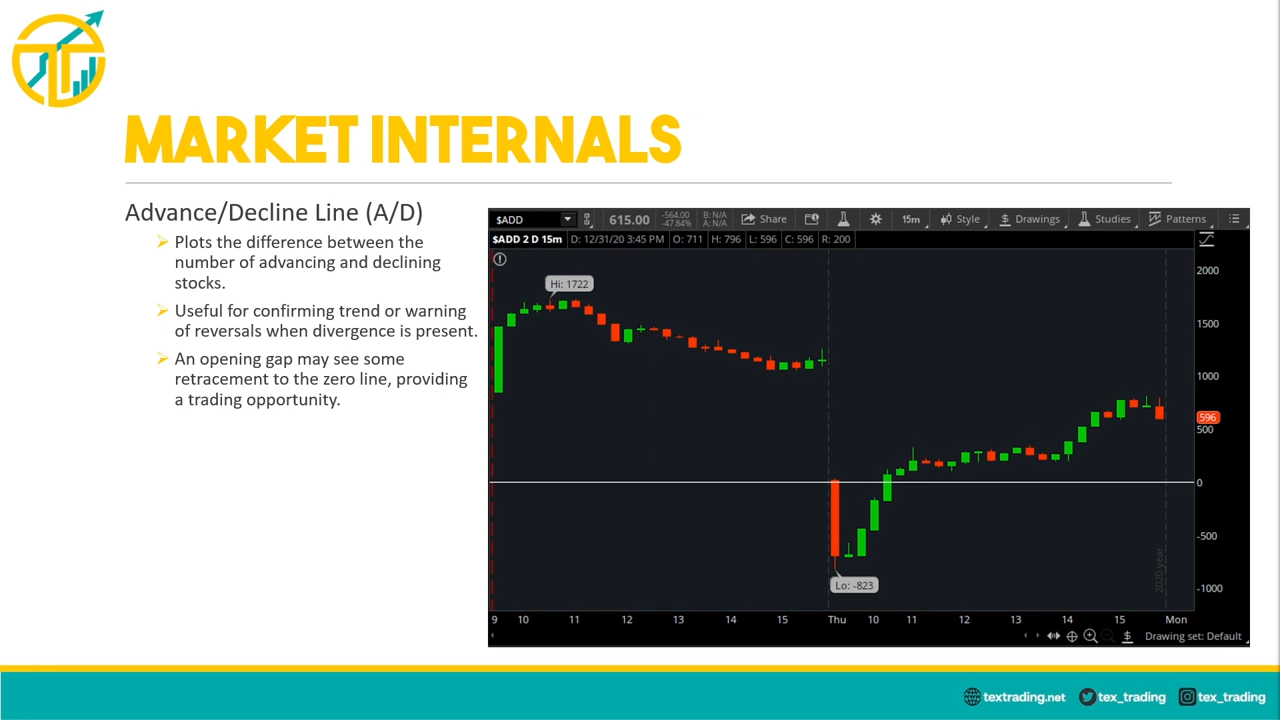 MARKET INTERNALS
Advance/Decline Line (A/D)
Plots the difference between the
number of advancing and declining
stocks.
Useful for confirming trend or warning
of reversals when divergence is present.
An opening gap may see some
retracement to the zero line, providing
a trading opportunity.
$ADD 615.00 -564.00 -47.84% B: N/A A: N/A Share 15m Style Drawings Studies Patterns
$ADD 2 D 15m D: 12/31/20 3:45 PM O: 711 H: 796 L: 596 C: 596 R: 200
Hi: 1722
2000
1500
1000
596
500
0
-500
-1000
Lo: -823
2020 year
9 10 11 12 13 14 15 Thu 10 11 12 13 14 15 Mon
Drawing set: Default
textrading.net tex_trading tex_trading